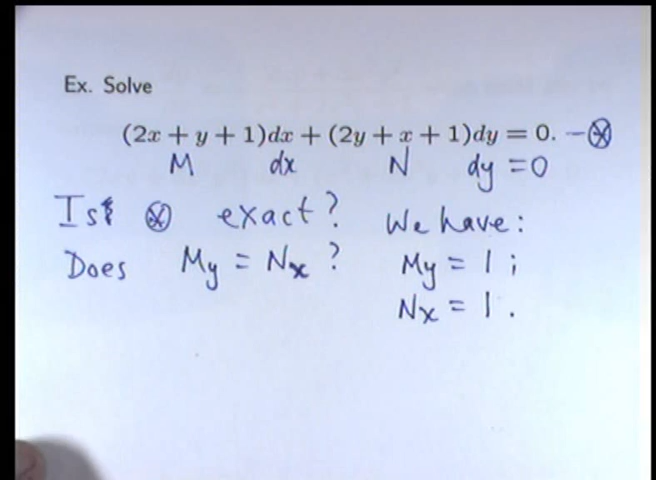 Ex. Solve
(2x + y + 1)dx + (2y + x + 1)dy = 0. – ⊛
M dx N dy = 0
Is ⊛ exact? We have:
Does My = Nx? My = 1;
Nx = 1.